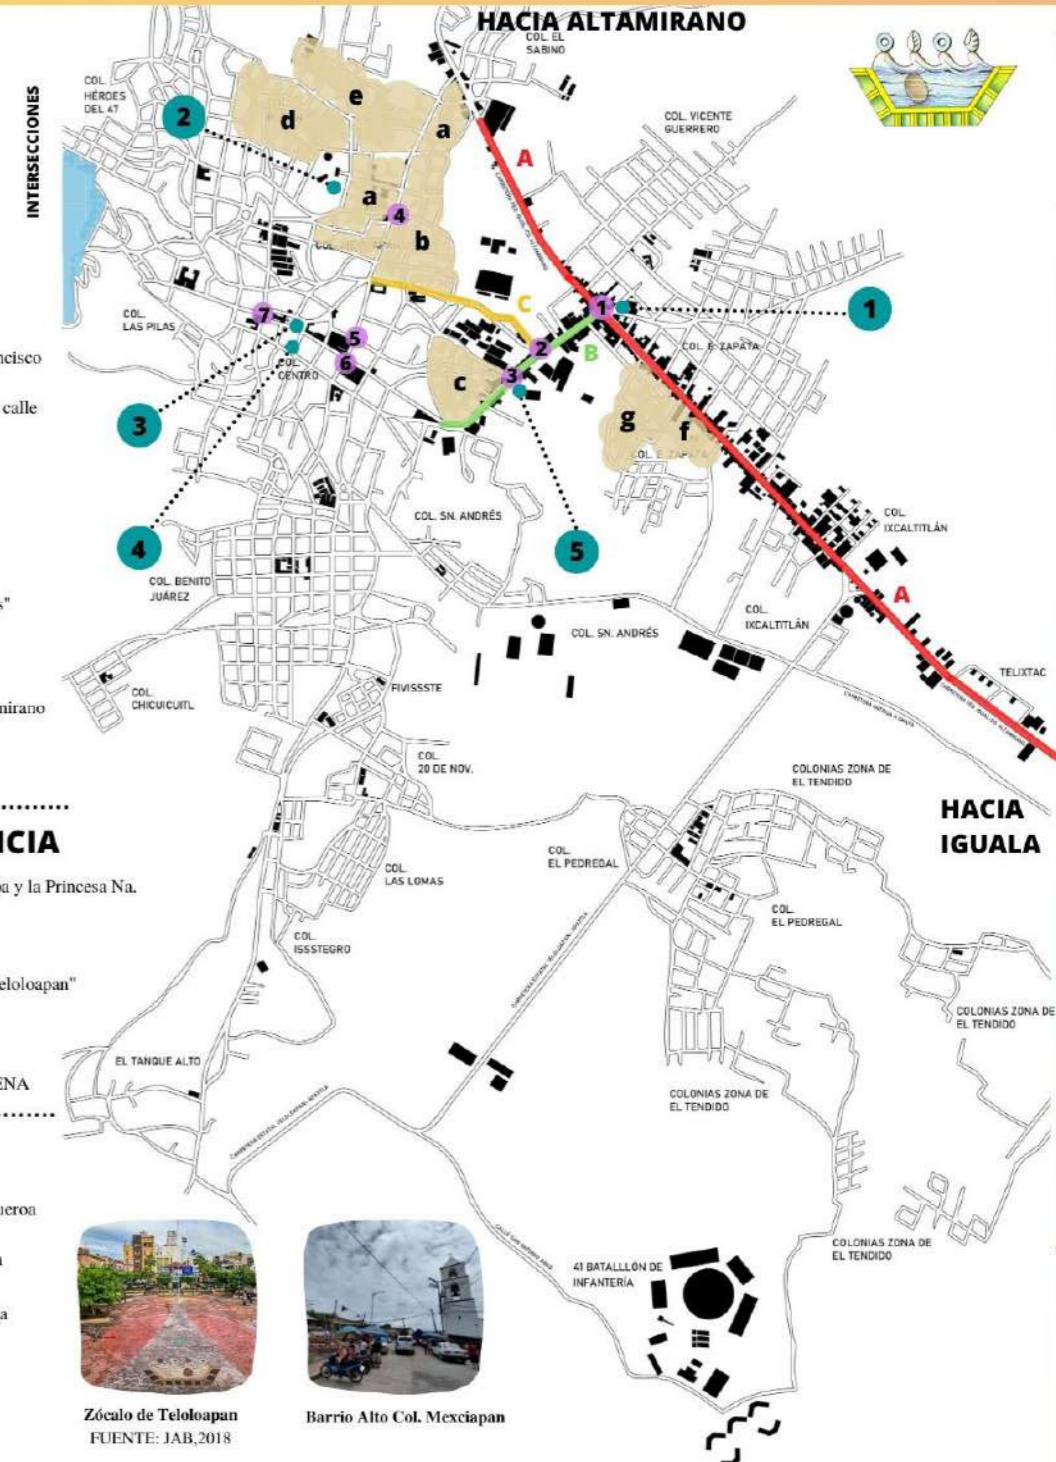 HACIA ALTAMIRANO
COL. EL
SABINO
COL.
HÉROES
DEL 47
INTERSECCIONES
2
d
e
a
A
COL. VICENTE
GUERRERO
a
4
b
C
1
1
COL.
LAS PILAS
7
5
6
COL.
CENTRO
2
B
3
c
COL. E. ZAPATA
ncisco
calle
g
f
COL. E. ZAPATA
3
4
5
COL. SN. ANDRÉS
COL.
IXCALTITLÁN
COL. BENITO
JUÁREZ
s"
A
COL.
IXCALTITLÁN
COL. SN. ANDRÉS
TELIXTAC
FIVISSSTE
COL.
CHICUICUITL
mirano
COL.
20 DE NOV.
COLONIAS ZONA DE
EL TENDIDO
HACIA
IGUALA
NCIA
COL.
EL PEDREGAL
COL.
LAS LOMAS
a y la Princesa Na.
COL.
EL PEDREGAL
COL.
ISSSTEGRO
eloloapan"
COLONIAS ZONA DE
EL TENDIDO
EL TANQUE ALTO
ENA
COLONIAS ZONA DE
EL TENDIDO
ueroa
COLONIAS ZONA DE
EL TENDIDO
41 BATALLLÓN DE
INFANTERÍA
a
Zócalo de Teloloapan
FUENTE: JAB,2018
Barrio Alto Col. Mexciapan